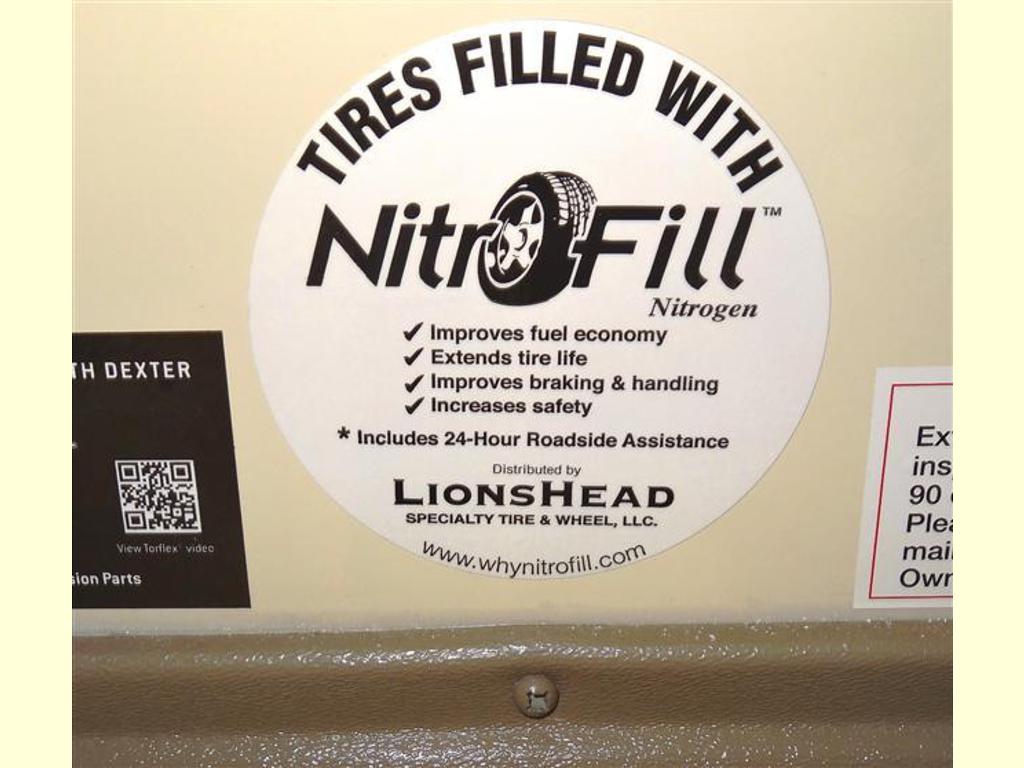 TIRES FILLED WITH
NitroFill™
Nitrogen
✔ Improves fuel economy
✔ Extends tire life
✔ Improves braking & handling
✔ Increases safety
* Includes 24-Hour Roadside Assistance
Distributed by
LIONSHEAD
SPECIALTY TIRE & WHEEL, LLC.
www.whynitrofill.com
TH DEXTER
View Torflex® video
sion Parts
Ex
ins
90
Plea
mai
Own